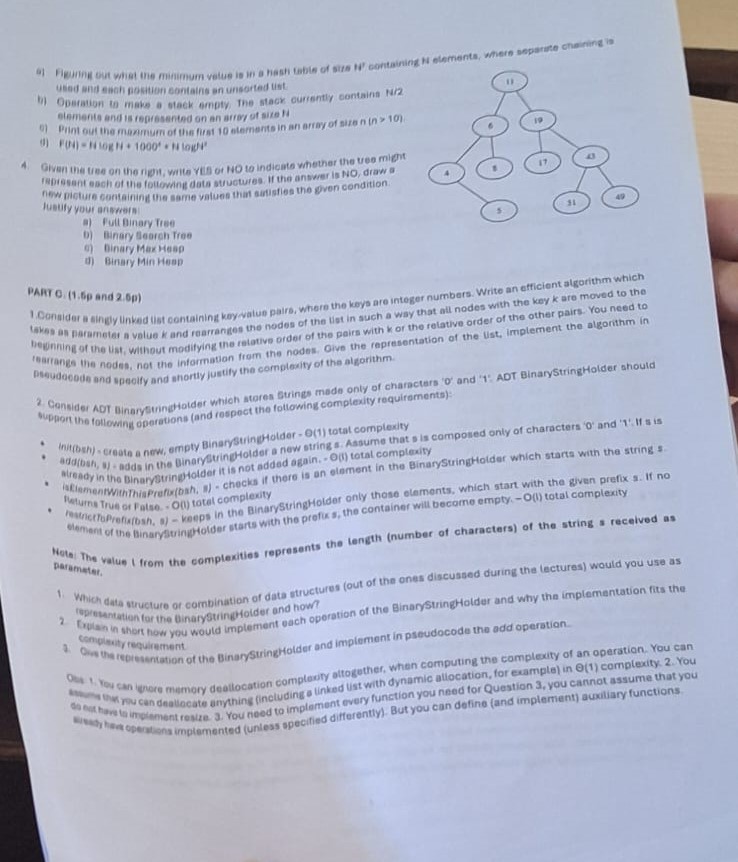 a) Figuring out what the minimum value is in a hash table of size N² containing N elements, where separate chaining is
used and each position contains an unsorted list.
b) Operation to make a stack empty. The stack currently contains N/2
elements and is represented on an array of size N
c) Print out the maximum of the first 10 elements in an array of size n (n > 10).
d) F(N) = N log N + 1000² + N logN²
4. Given the tree on the right, write YES or NO to indicate whether the tree might
represent each of the following data structures. If the answer is NO, draw a
new picture containing the same values that satisfies the given condition.
Justify your answers:
a) Full Binary Tree
b) Binary Search Tree
c) Binary Max Heap
d) Binary Min Heap
11
6
19
4
8
17
43
5
31
49
PART C. (1.5p and 2.5p)
1.Consider a singly linked list containing key-value pairs, where the keys are integer numbers. Write an efficient algorithm which
takes as parameter a value k and rearranges the nodes of the list in such a way that all nodes with the key k are moved to the
beginning of the list, without modifying the relative order of the pairs with k or the relative order of the other pairs. You need to
rearrange the nodes, not the information from the nodes. Give the representation of the list, implement the algorithm in
pseudocode and specify and shortly justify the complexity of the algorithm.
2. Consider ADT BinaryStringHolder which stores Strings made only of characters '0' and '1'. ADT BinaryStringHolder should
support the following operations (and respect the following complexity requirements):
• init(bsh) - create a new, empty BinaryStringHolder - Θ(1) total complexity
• add(bsh, s) - adds in the BinaryStringHolder a new string s. Assume that s is composed only of characters '0' and '1'. If s is
already in the BinaryStringHolder it is not added again. - Θ(l) total complexity
• isElementWithThisPrefix(bsh, s) - checks if there is an element in the BinaryStringHolder which starts with the string s.
Returns True or False. - O(l) total complexity
• restrictToPrefix(bsh, s) – keeps in the BinaryStringHolder only those elements, which start with the given prefix s. If no
element of the BinaryStringHolder starts with the prefix s, the container will become empty. – O(l) total complexity
Note: The value l from the complexities represents the length (number of characters) of the string s received as
parameter.
1. Which data structure or combination of data structures (out of the ones discussed during the lectures) would you use as
representation for the BinaryStringHolder and how?
2. Explain in short how you would implement each operation of the BinaryStringHolder and why the implementation fits the
complexity requirement.
3. Give the representation of the BinaryStringHolder and implement in pseudocode the add operation..
Obs: 1. You can ignore memory deallocation complexity altogether, when computing the complexity of an operation. You can
assume that you can deallocate anything (including a linked list with dynamic allocation, for example) in Θ(1) complexity. 2. You
do not have to implement resize. 3. You need to implement every function you need for Question 3, you cannot assume that you
already have operations implemented (unless specified differently). But you can define (and implement) auxiliary functions.